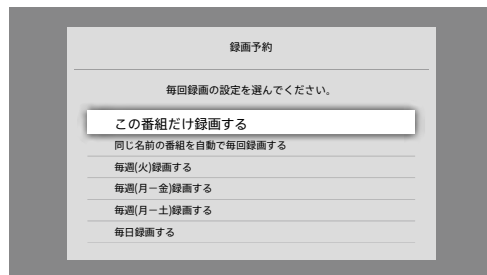 録画予約
毎回録画の設定を選んでください。
この番組だけ録画する
同じ名前の番組を自動で毎回録画する
毎週(火)録画する
毎週(月－金)録画する
毎週(月－土)録画する
毎日録画する